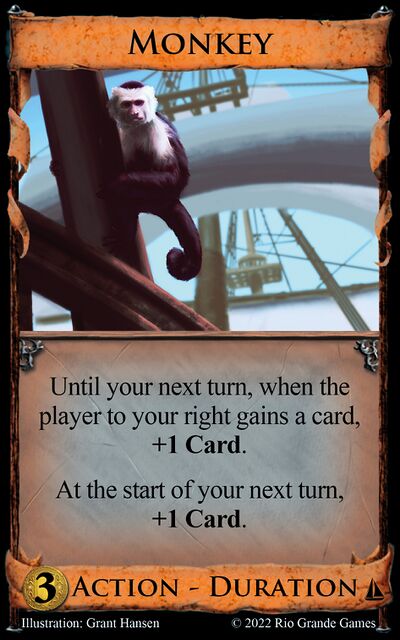 Monkey
Until your next turn, when the
player to your right gains a card,
+1 Card.
At the start of your next turn,
+1 Card.
3 Action - Duration
Illustration: Grant Hansen © 2022 Rio Grande Games